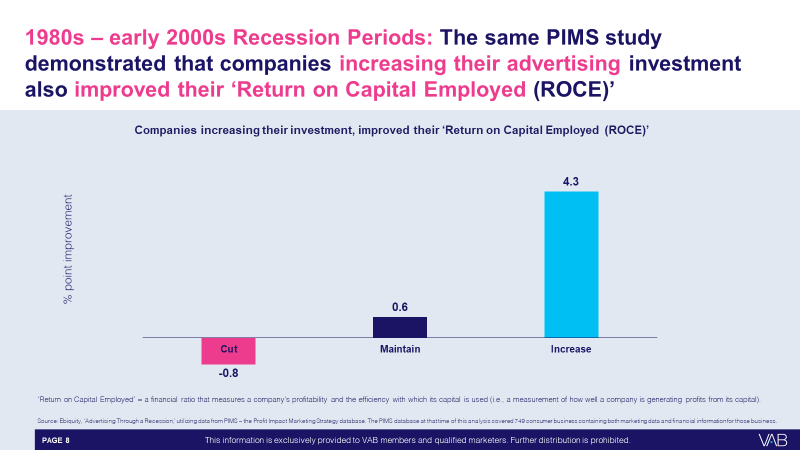 1980s – early 2000s Recession Periods: The same PIMS study
demonstrated that companies increasing their advertising investment
also improved their ‘Return on Capital Employed (ROCE)’
Companies increasing their investment, improved their ‘Return on Capital Employed (ROCE)’
% point improvement
4.3
0.6
Cut
Maintain
Increase
-0.8
‘Return on Capital Employed’ = a financial ratio that measures a company's profitability and the efficiency with which its capital is used (i.e., a measurement of how well a company is generating profits from its capital).
Source: Ebiquity, ‘Advertising Through a Recession,’ utilizing data from PIMS – the Profit Impact Marketing Strategy database. The PIMS database at that time of this analysis covered 749 consumer business containing both marketing data and financial information for those business.
PAGE 8
This information is exclusively provided to VAB members and qualified marketers. Further distribution is prohibited.
VAB